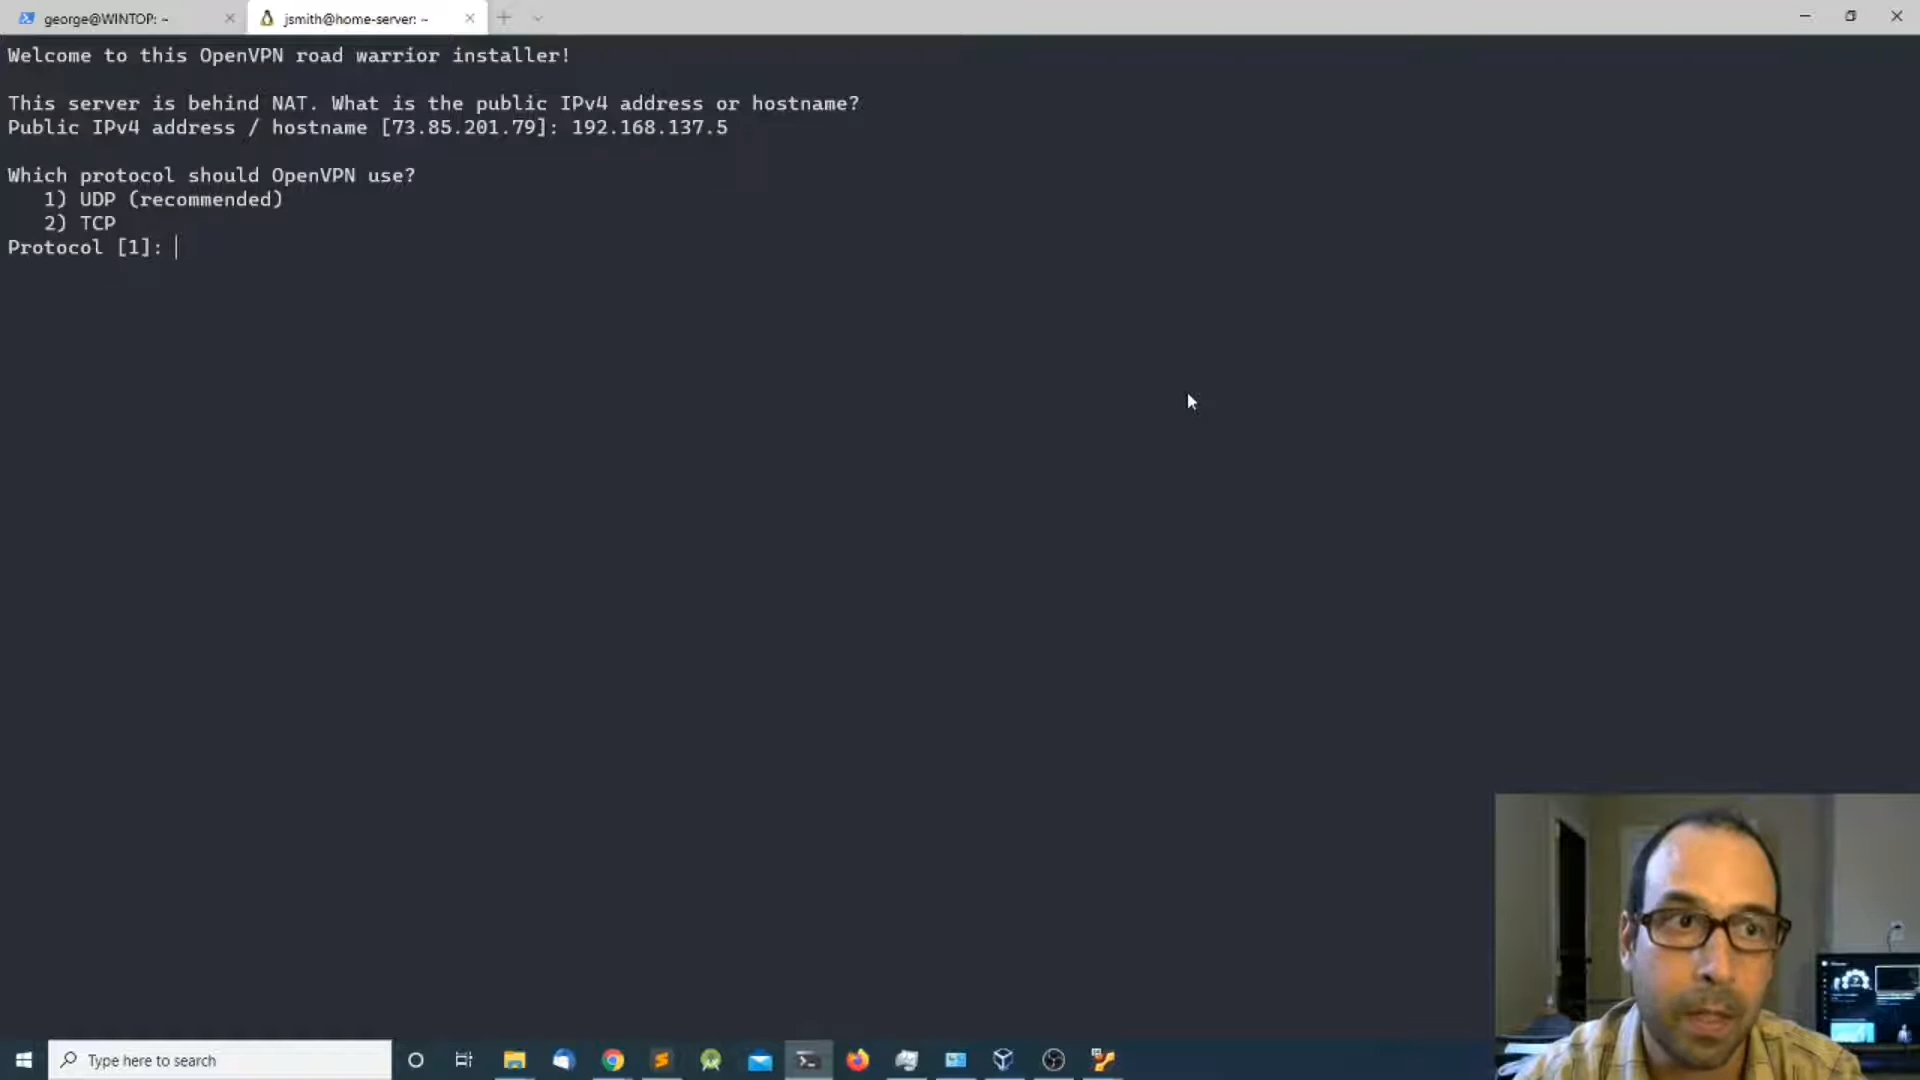 george@WINTOP: ~
jsmith@home-server: ~
Welcome to this OpenVPN road warrior installer!
This server is behind NAT. What is the public IPv4 address or hostname?
Public IPv4 address / hostname [73.85.201.79]: 192.168.137.5
Which protocol should OpenVPN use?
1) UDP (recommended)
2) TCP
Protocol [1]:
Type here to search